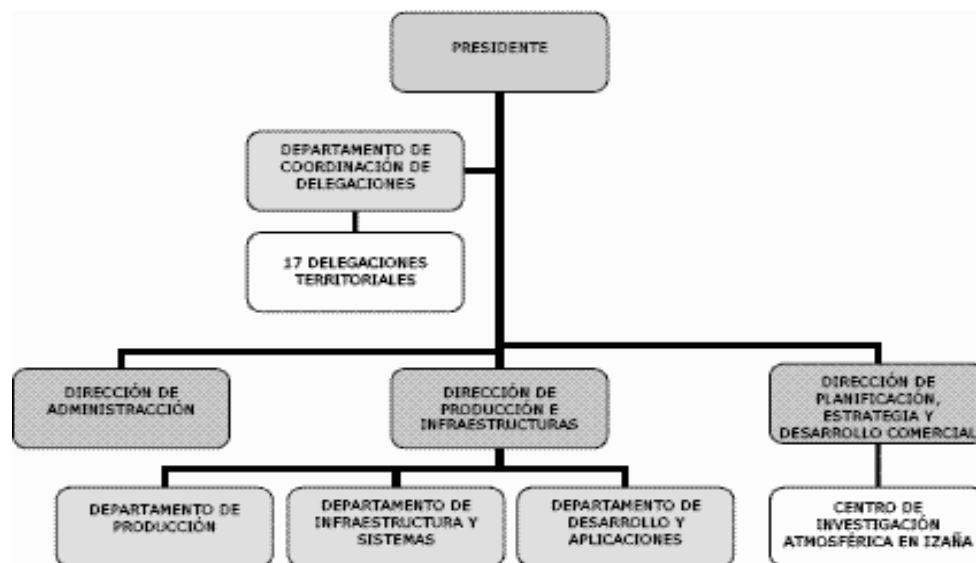 PRESIDENTE
DEPARTAMENTO DE
COORDINACIÓN DE
DELEGACIONES
17 DELEGACIONES
TERRITORIALES
DIRECCIÓN DE
ADMINISTRACCIÓN
DIRECCIÓN DE
PRODUCCIÓN E
INFRAESTRUCTURAS
DIRECCIÓN DE
PLANIFICACIÓN,
ESTRATEGIA Y
DESARROLLO COMERCIAL
DEPARTAMENTO DE
PRODUCCIÓN
DEPARTAMENTO DE
INFRAESTRUCTURA Y
SISTEMAS
DEPARTAMENTO DE
DESARROLLO Y
APLICACIONES
CENTRO DE
INVESTIGACIÓN
ATMOSFÉRICA EN IZAÑA